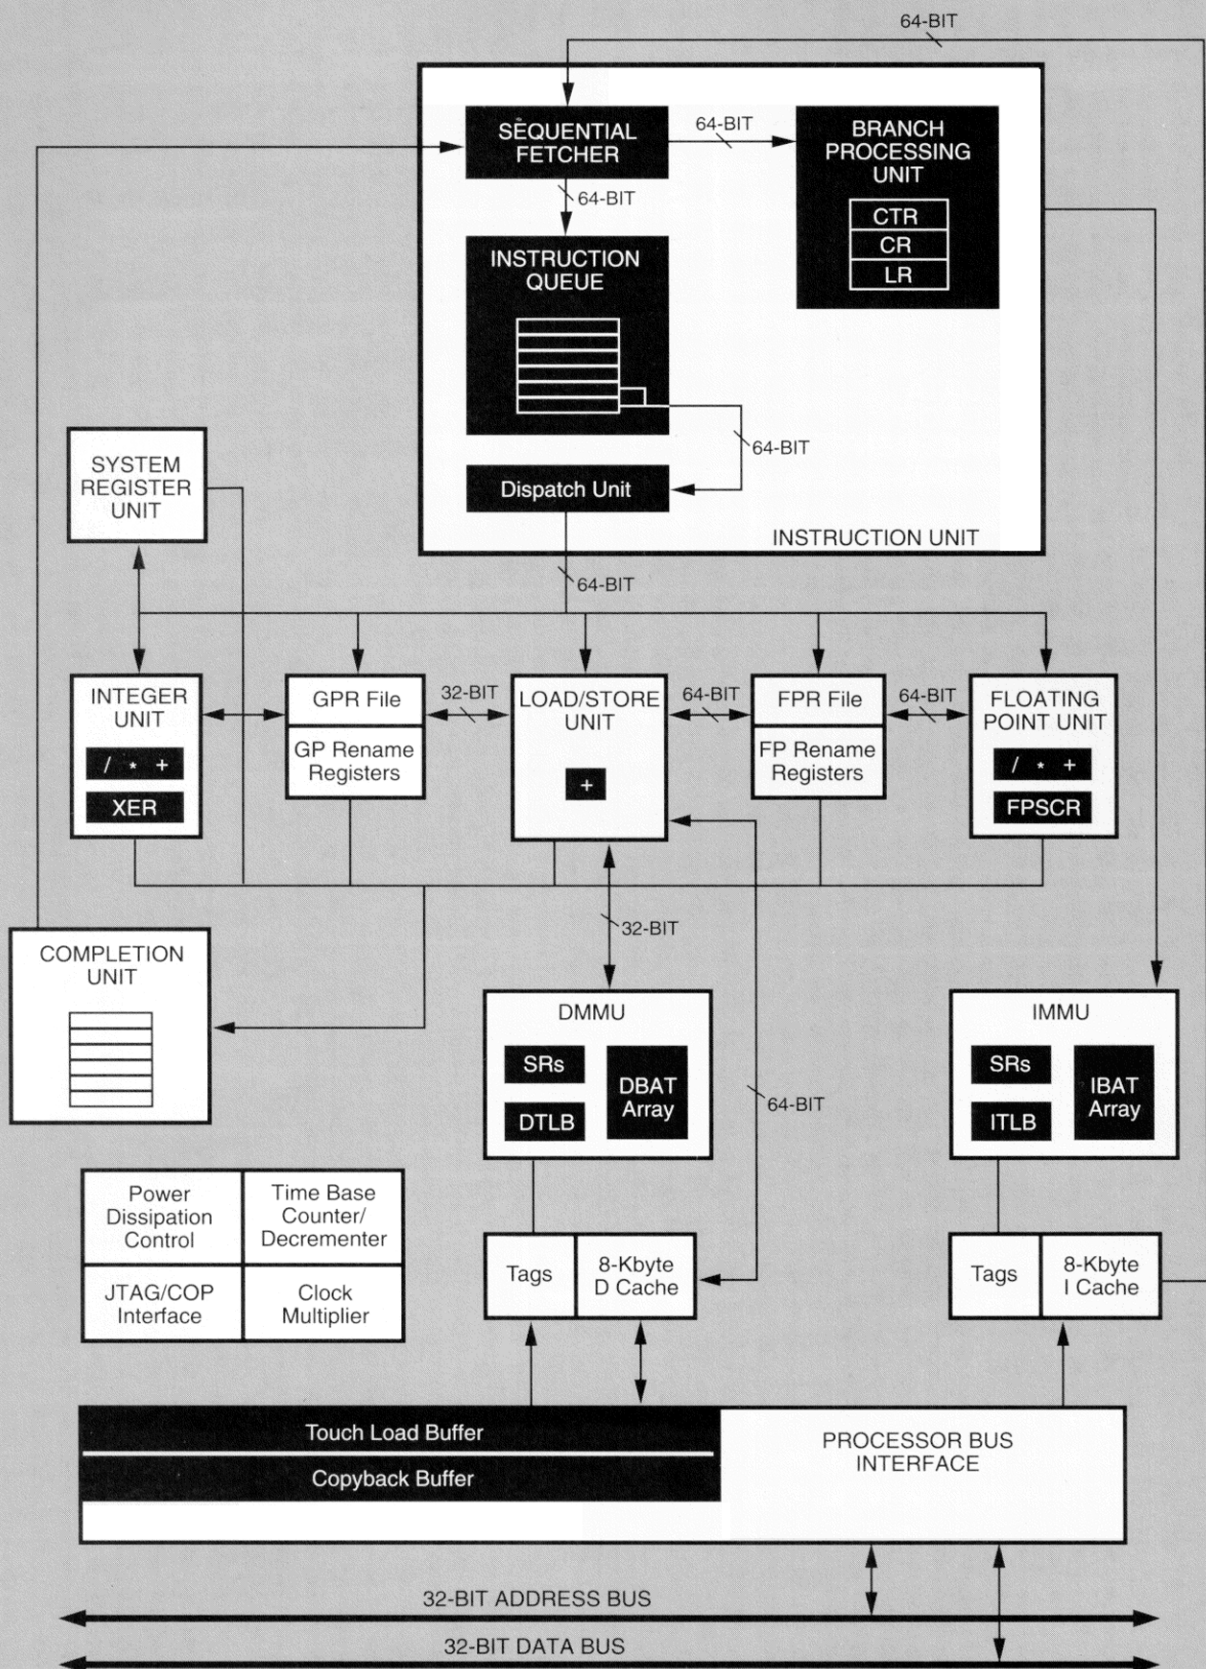 64-BIT
SEQUENTIAL
FETCHER
64-BIT
BRANCH
PROCESSING
UNIT
CTR
CR
LR
64-BIT
INSTRUCTION
QUEUE
64-BIT
Dispatch Unit
INSTRUCTION UNIT
SYSTEM
REGISTER
UNIT
64-BIT
INTEGER
UNIT
/ * +
XER
GPR File
GP Rename
Registers
32-BIT
LOAD/STORE
UNIT
+
64-BIT
FPR File
FP Rename
Registers
64-BIT
FLOATING
POINT UNIT
/ * +
FPSCR
32-BIT
COMPLETION
UNIT
DMMU
SRs
DTLB
DBAT
Array
64-BIT
IMMU
SRs
ITLB
IBAT
Array
Power
Dissipation
Control
Time Base
Counter/
Decrementer
JTAG/COP
Interface
Clock
Multiplier
Tags
8-Kbyte
D Cache
Tags
8-Kbyte
I Cache
Touch Load Buffer
Copyback Buffer
PROCESSOR BUS
INTERFACE
32-BIT ADDRESS BUS
32-BIT DATA BUS